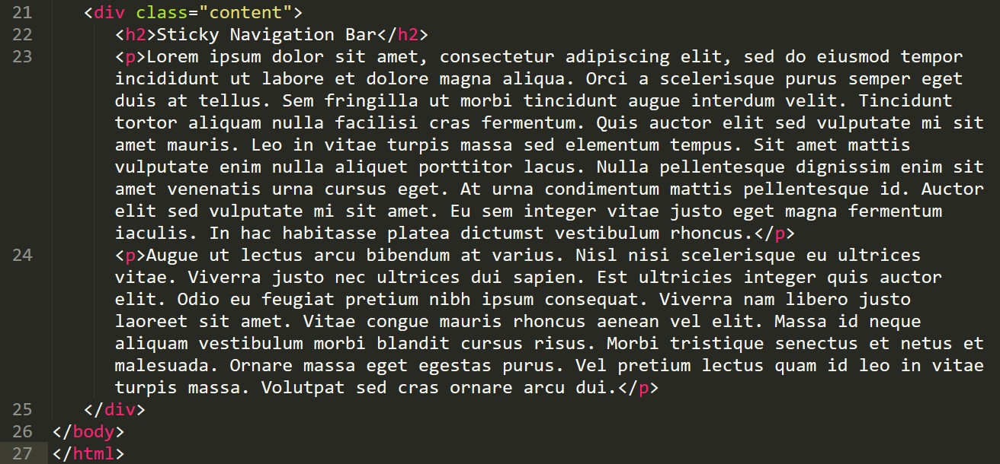 21 <div class="content">
22 <h2>Sticky Navigation Bar</h2>
23 <p>Lorem ipsum dolor sit amet, consectetur adipiscing elit, sed do eiusmod tempor
incididunt ut labore et dolore magna aliqua. Orci a scelerisque purus semper eget
duis at tellus. Sem fringilla ut morbi tincidunt augue interdum velit. Tincidunt
tortor aliquam nulla facilisi cras fermentum. Quis auctor elit sed vulputate mi sit
amet mauris. Leo in vitae turpis massa sed elementum tempus. Sit amet mattis
vulputate enim nulla aliquet porttitor lacus. Nulla pellentesque dignissim enim sit
amet venenatis urna cursus eget. At urna condimentum mattis pellentesque id. Auctor
elit sed vulputate mi sit amet. Eu sem integer vitae justo eget magna fermentum
iaculis. In hac habitasse platea dictumst vestibulum rhoncus.</p>
24 <p>Augue ut lectus arcu bibendum at varius. Nisl nisi scelerisque eu ultrices
vitae. Viverra justo nec ultrices dui sapien. Est ultricies integer quis auctor
elit. Odio eu feugiat pretium nibh ipsum consequat. Viverra nam libero justo
laoreet sit amet. Vitae congue mauris rhoncus aenean vel elit. Massa id neque
aliquam vestibulum morbi blandit cursus risus. Morbi tristique senectus et netus et
malesuada. Ornare massa eget egestas purus. Vel pretium lectus quam id leo in vitae
turpis massa. Volutpat sed cras ornare arcu dui.</p>
25 </div>
26 </body>
27 </html>